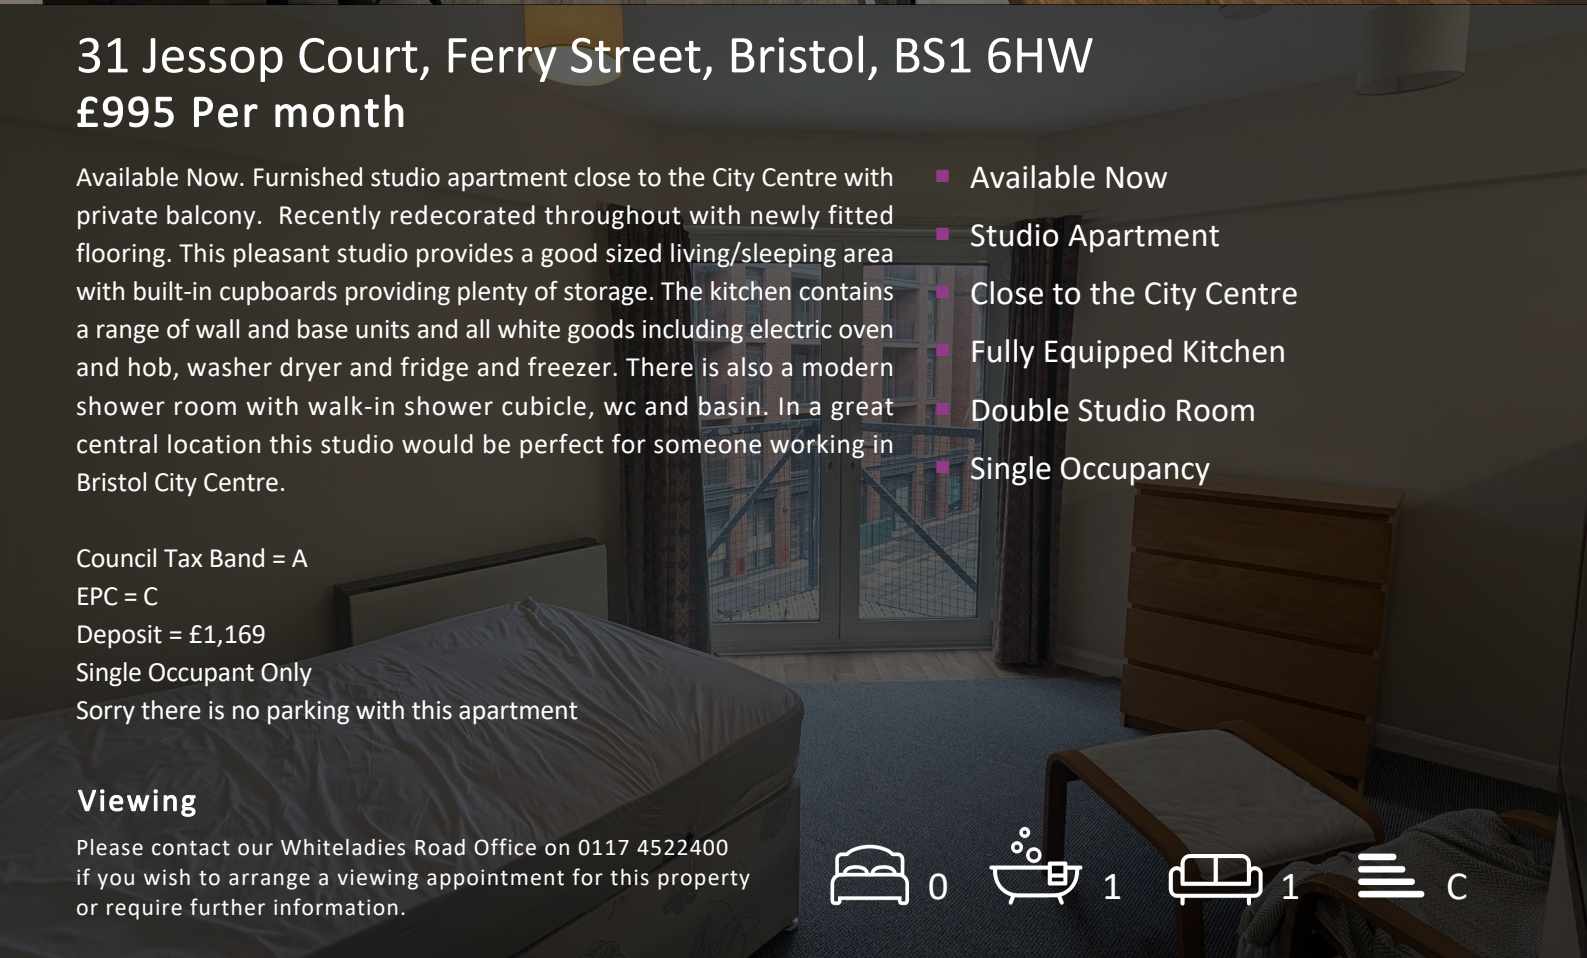 31 Jessop Court, Ferry Street, Bristol, BS1 6HW
£995 Per month
Available Now. Furnished studio apartment close to the City Centre with
private balcony.  Recently redecorated throughout with newly fitted
flooring. This pleasant studio provides a good sized living/sleeping area
with built-in cupboards providing plenty of storage. The kitchen contains
a range of wall and base units and all white goods including electric oven
and hob, washer dryer and fridge and freezer. There is also a modern
shower room with walk-in shower cubicle, wc and basin. In a great
central location this studio would be perfect for someone working in
Bristol City Centre.
Council Tax Band = A
EPC = C
Deposit = £1,169
Single Occupant Only
Sorry there is no parking with this apartment
Available Now
Studio Apartment
Close to the City Centre
Fully Equipped Kitchen
Double Studio Room
Single Occupancy
Viewing
Please contact our Whiteladies Road Office on 0117 4522400
if you wish to arrange a viewing appointment for this property
or require further information.
0 1 1 C